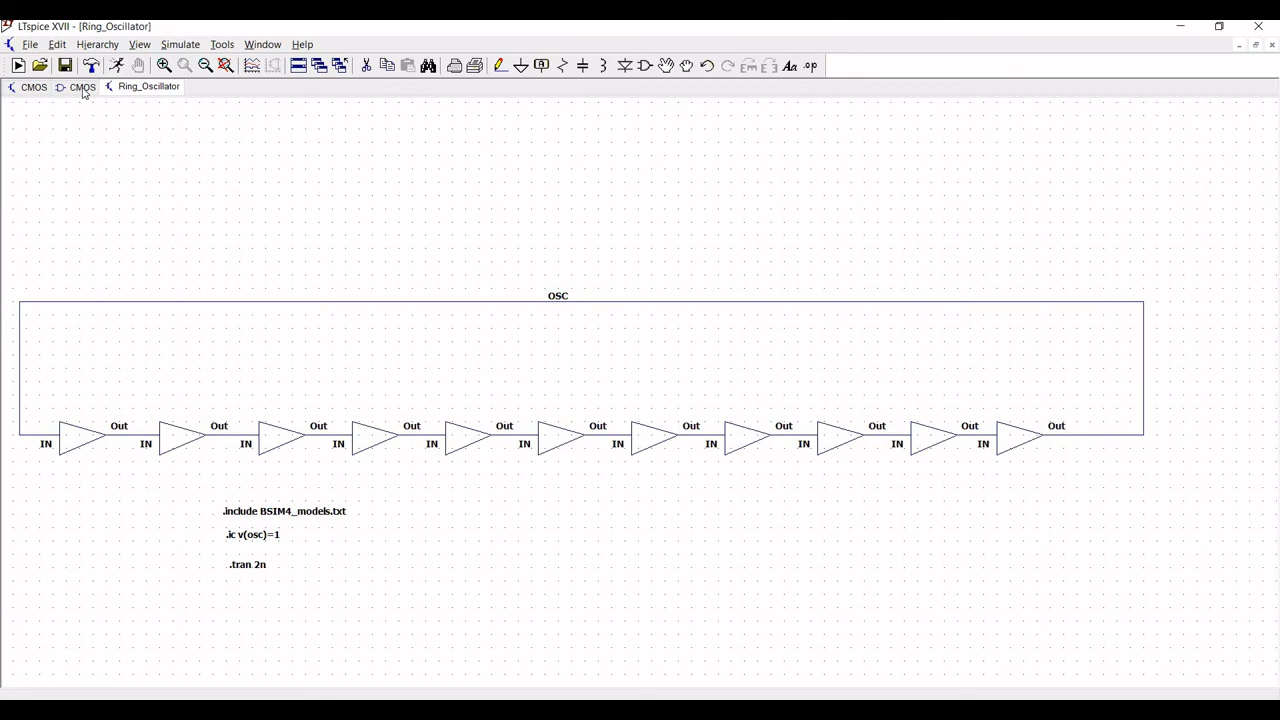 LTspice XVII - [Ring_Oscillator]
File Edit Hierarchy View Simulate Tools Window Help
Aa .op
CMOS CMOS Ring_Oscillator
OSC
Out Out Out Out Out Out Out Out Out Out Out
IN IN IN IN IN IN IN IN IN IN IN
.include BSIM4_models.txt
.ic v(osc)=1
.tran 2n